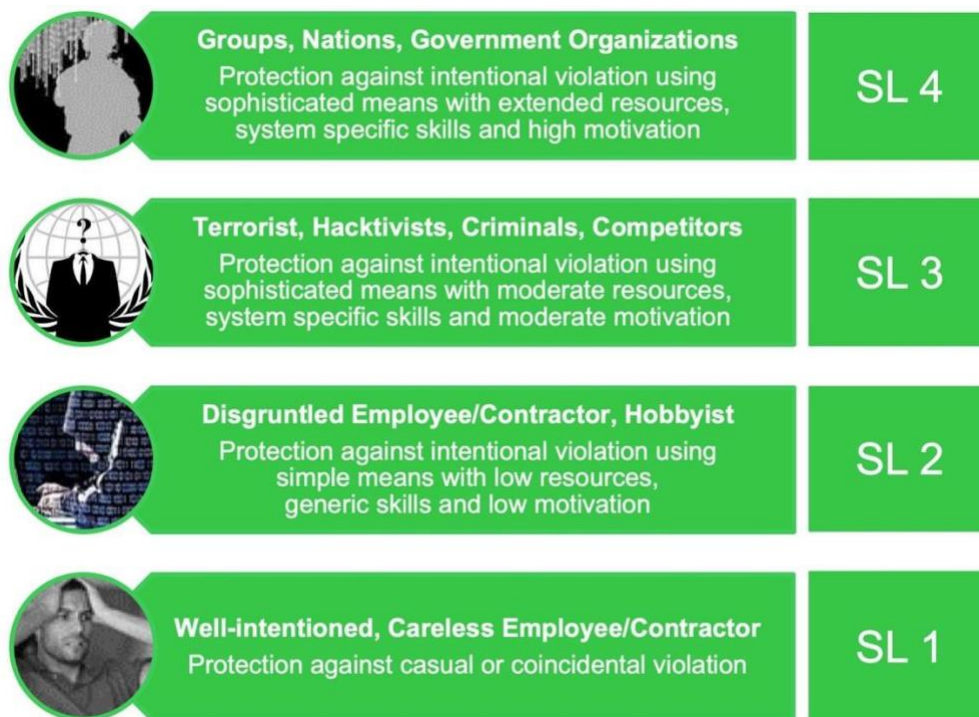 Groups, Nations, Government Organizations
Protection against intentional violation using
sophisticated means with extended resources,
system specific skills and high motivation
SL 4
Terrorist, Hacktivists, Criminals, Competitors
Protection against intentional violation using
sophisticated means with moderate resources,
system specific skills and moderate motivation
SL 3
?
Disgruntled Employee/Contractor, Hobbyist
Protection against intentional violation using
simple means with low resources,
generic skills and low motivation
SL 2
Well-intentioned, Careless Employee/Contractor
Protection against casual or coincidental violation
SL 1